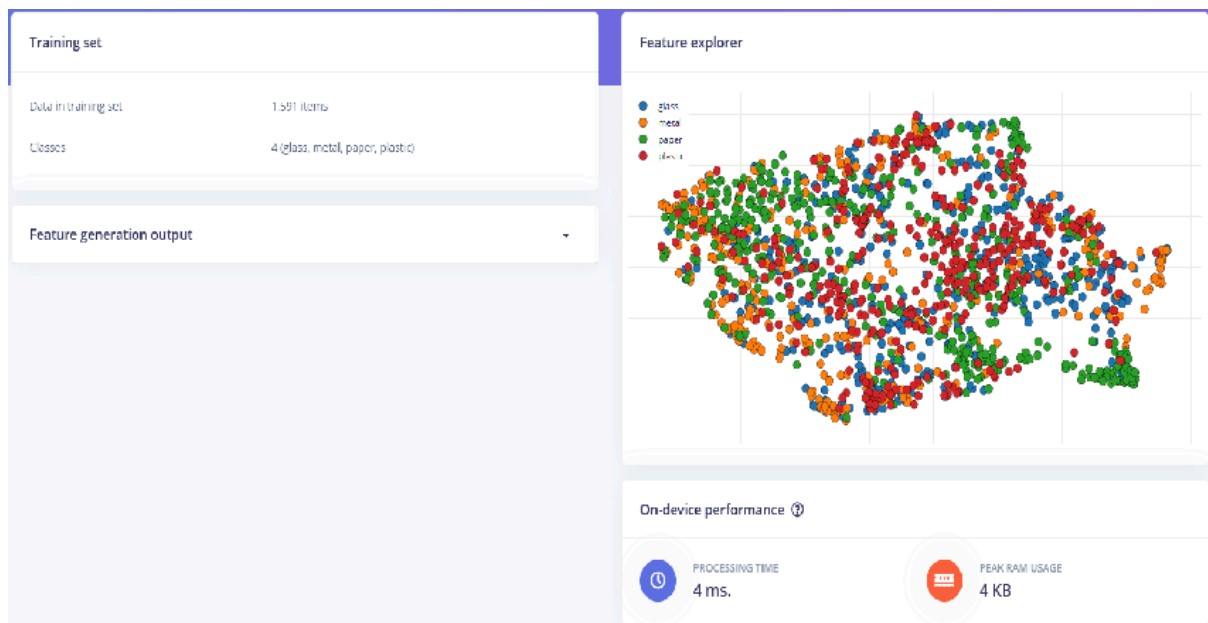 Training set
Data in training set 1,591 items
Classes 4 (glass, metal, paper, plastic)
Feature generation output
Feature explorer
glass
metal
paper
plastic
On-device performance
PROCESSING TIME
4 ms.
PEAK RAM USAGE
4 KB